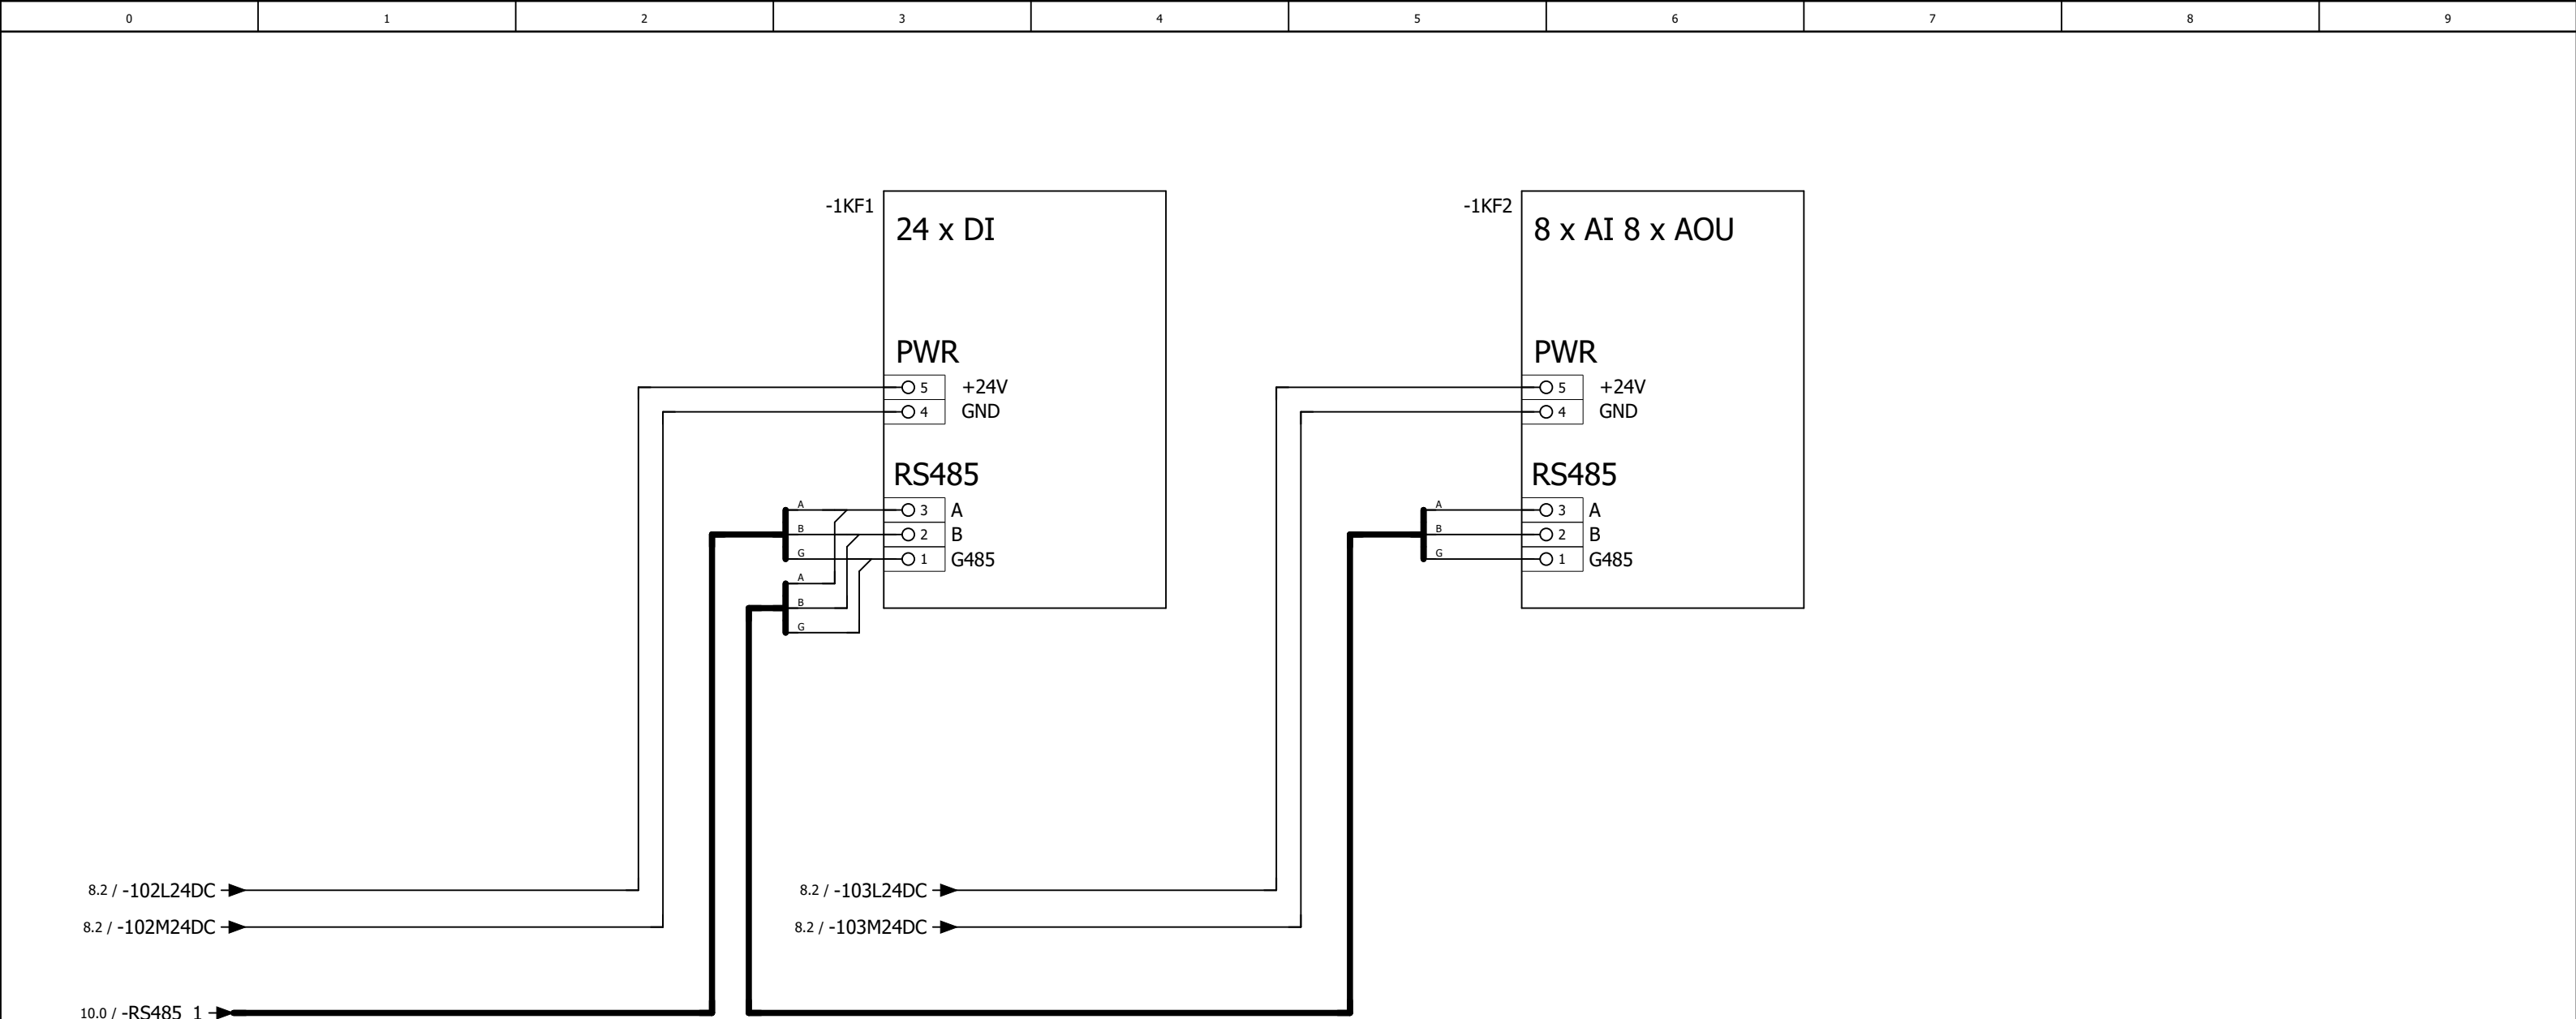 0 1 2 3 4 5 6 7 8 9
-1KF1
24 x DI
PWR
5 +24V
4 GND
RS485
A 3 A
B 2 B
G 1 G485
A
B
G
-1KF2
8 x AI 8 x AOU
PWR
5 +24V
4 GND
RS485
A 3 A
B 2 B
G 1 G485
8.2 / -102L24DC
8.2 / -102M24DC
8.2 / -103L24DC
8.2 / -103M24DC
10.0 / -RS485_1